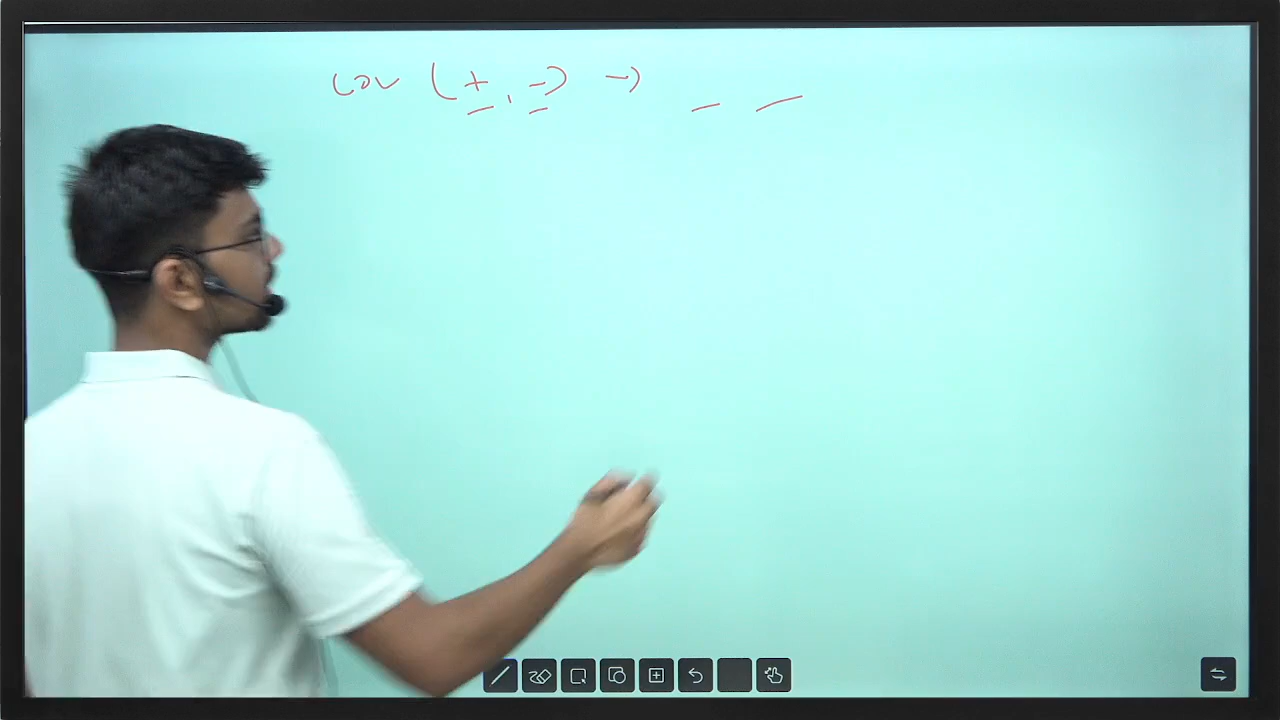 cov (+, -) →